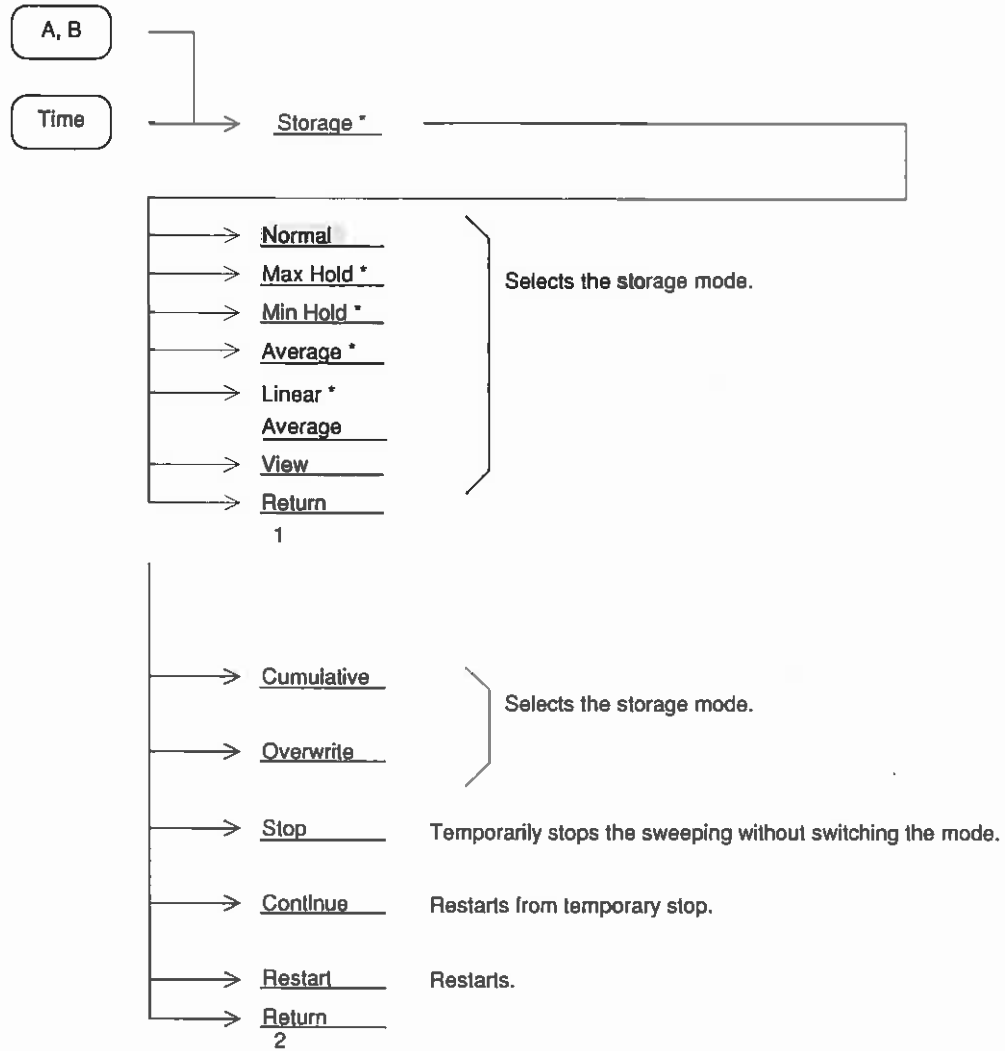 A, B
Time
Storage *
Normal
Max Hold *
Selects the storage mode.
Min Hold *
Average *
Linear *
Average
View
Return
1
Cumulative
Selects the storage mode.
Overwrite
Stop Temporarily stops the sweeping without switching the mode.
Continue Restarts from temporary stop.
Restart Restarts.
Return
2